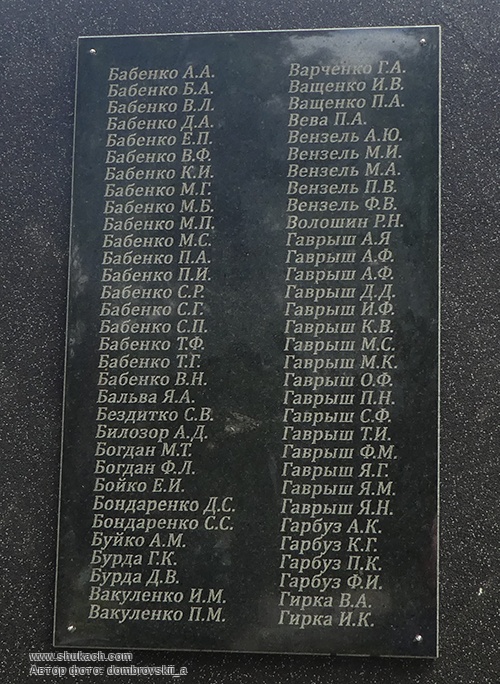 Бабенко А.А.
Бабенко Б.А.
Бабенко В.Л.
Бабенко Д.А.
Бабенко Е.П.
Бабенко В.Ф.
Бабенко К.И.
Бабенко М.Г.
Бабенко М.Б.
Бабенко М.П.
Бабенко М.С.
Бабенко П.А.
Бабенко П.И.
Бабенко С.Р.
Бабенко С.Г.
Бабенко С.П.
Бабенко Т.Ф.
Бабенко Т.Г.
Бабенко В.Н.
Бальва Я.А.
Бездитко С.В.
Билозор А.Д.
Богдан М.Т.
Богдан Ф.Л.
Бойко Е.И.
Бондаренко Д.С.
Бондаренко С.С.
Буйко А.М.
Бурда Г.К.
Бурда Д.В.
Вакуленко И.М.
Вакуленко П.М.
Варченко Г.А.
Ващенко И.В.
Ващенко П.А.
Вева П.А.
Вензель А.Ю.
Вензель М.И.
Вензель М.А.
Вензель П.В.
Вензель Ф.В.
Волошин Р.Н.
Гаврыш А.Я
Гаврыш А.Ф.
Гаврыш А.Ф.
Гаврыш Д.Д.
Гаврыш И.Ф.
Гаврыш К.В.
Гаврыш М.С.
Гаврыш М.К.
Гаврыш О.Ф.
Гаврыш П.Н.
Гаврыш С.Ф.
Гаврыш Т.И.
Гаврыш Ф.М.
Гаврыш Я.Г.
Гаврыш Я.М.
Гаврыш Я.Н.
Гарбуз А.К.
Гарбуз К.Г.
Гарбуз П.К.
Гарбуз Ф.И.
Гирка В.А.
Гирка И.К.
www.shukach.com
Автор фото: dombrovskii_a